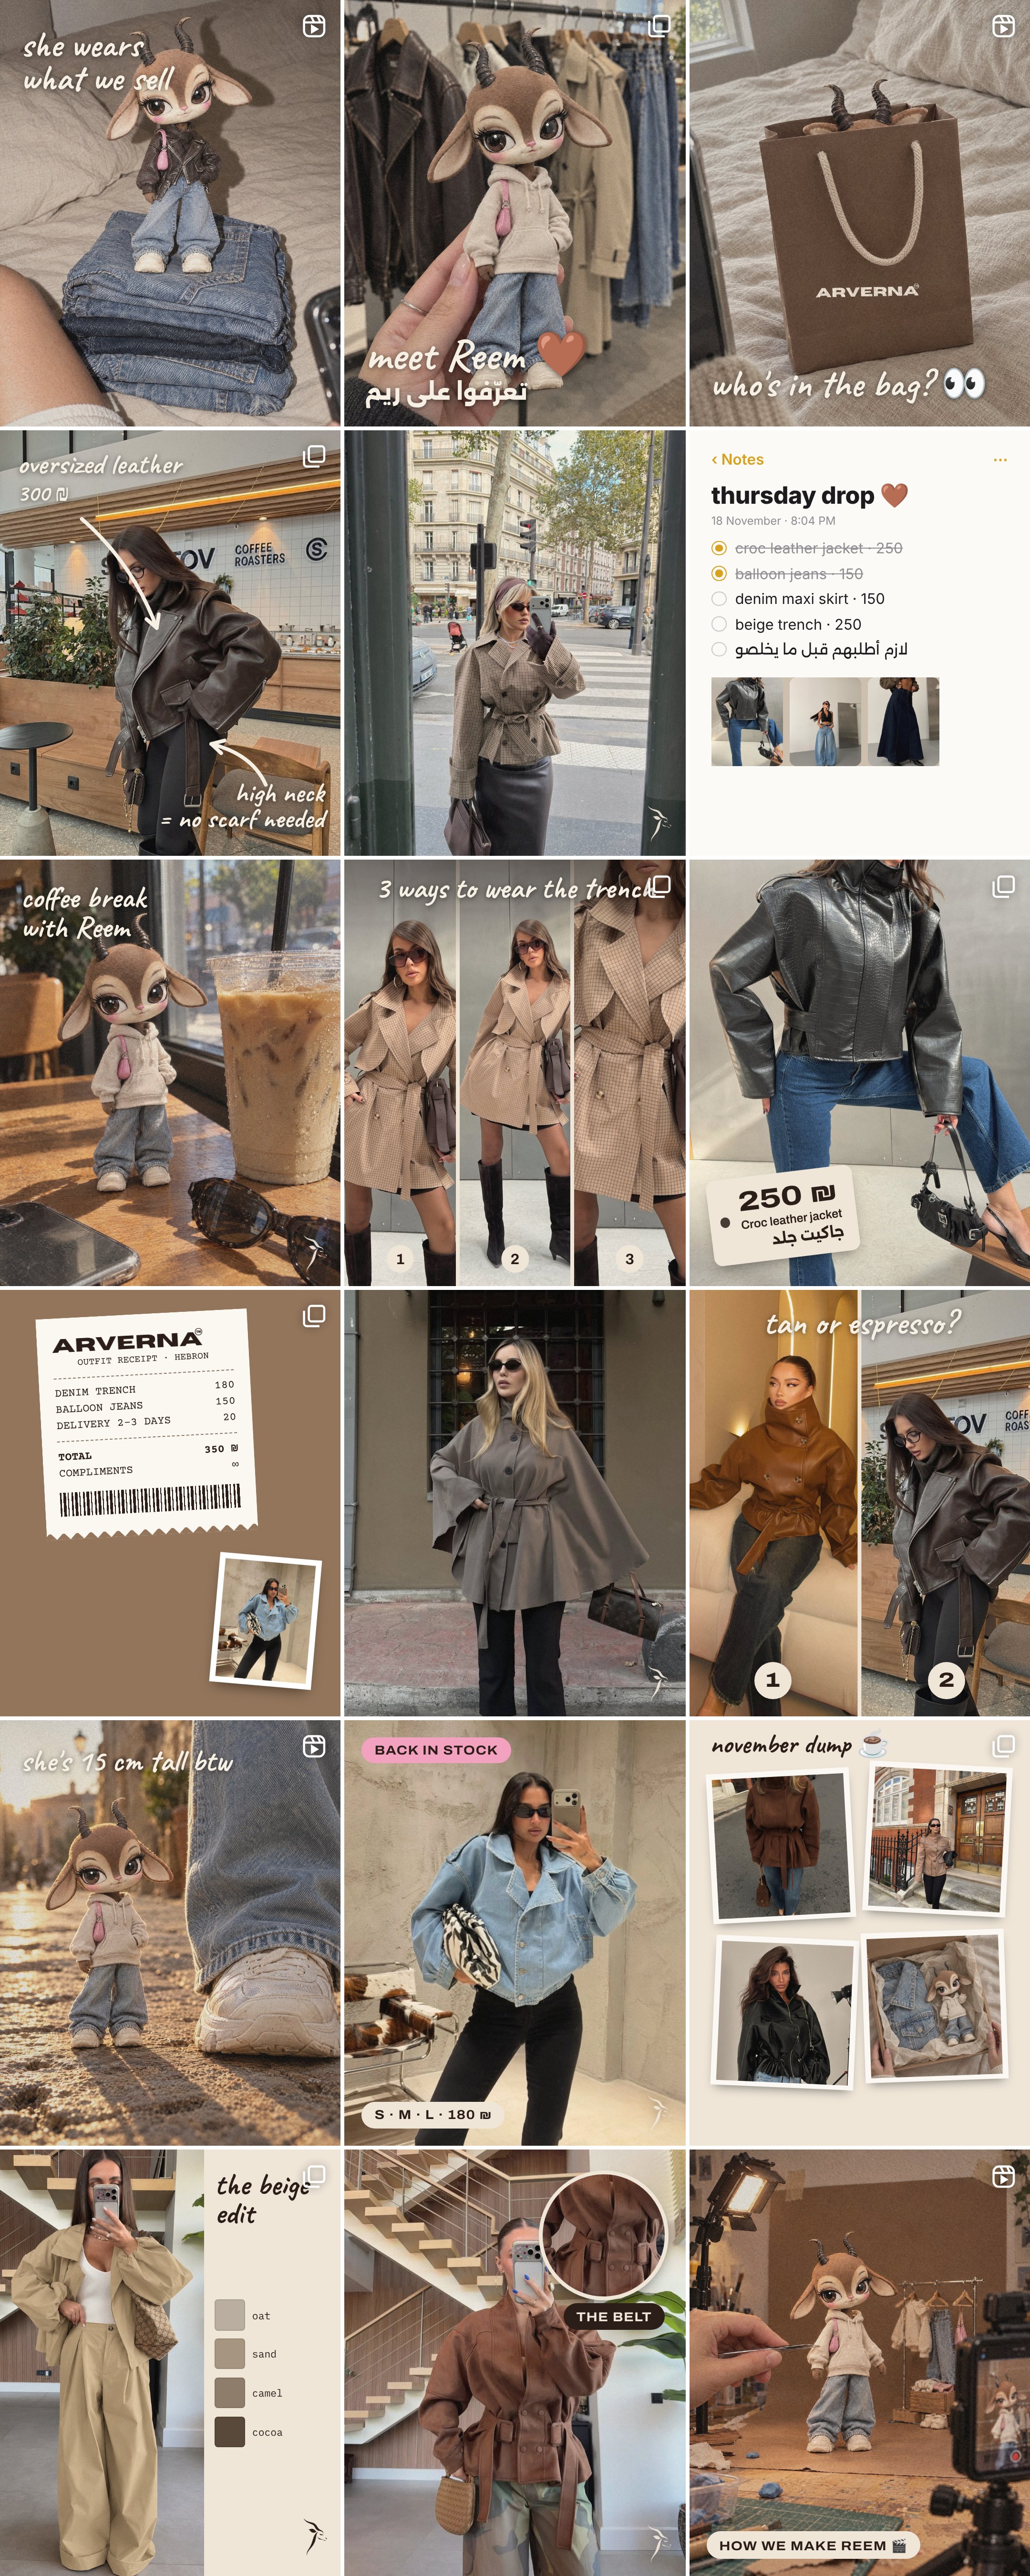 she wears
what we sell
meet Reem 🤎
تعرّفوا على ريم
ARVERNA
who's in the bag? 👀
oversized leather
300 ₪
TOV
COFFEE
ROASTERS
high neck
= no scarf needed
‹ Notes
thursday drop 🤎
18 November · 8:04 PM
croc leather jacket · 250
balloon jeans · 150
denim maxi skirt · 150
beige trench · 250
لازم أطلبهم قبل ما يخلصو
coffee break
with Reem
3 ways to wear the trench
1
2
3
250 ₪
Croc leather jacket
جاكيت جلد
ARVERNA
OUTFIT RECEIPT · HEBRON
DENIM TRENCH 180
BALLOON JEANS 150
DELIVERY 2–3 DAYS 20
TOTAL 350 ₪
COMPLIMENTS ∞
tan or espresso?
OV
COFF
ROAS
1
2
she's 15 cm tall btw
BACK IN STOCK
S · M · L · 180 ₪
november dump ☕
the beige
edit
oat
sand
camel
cocoa
THE BELT
HOW WE MAKE REEM 🎬